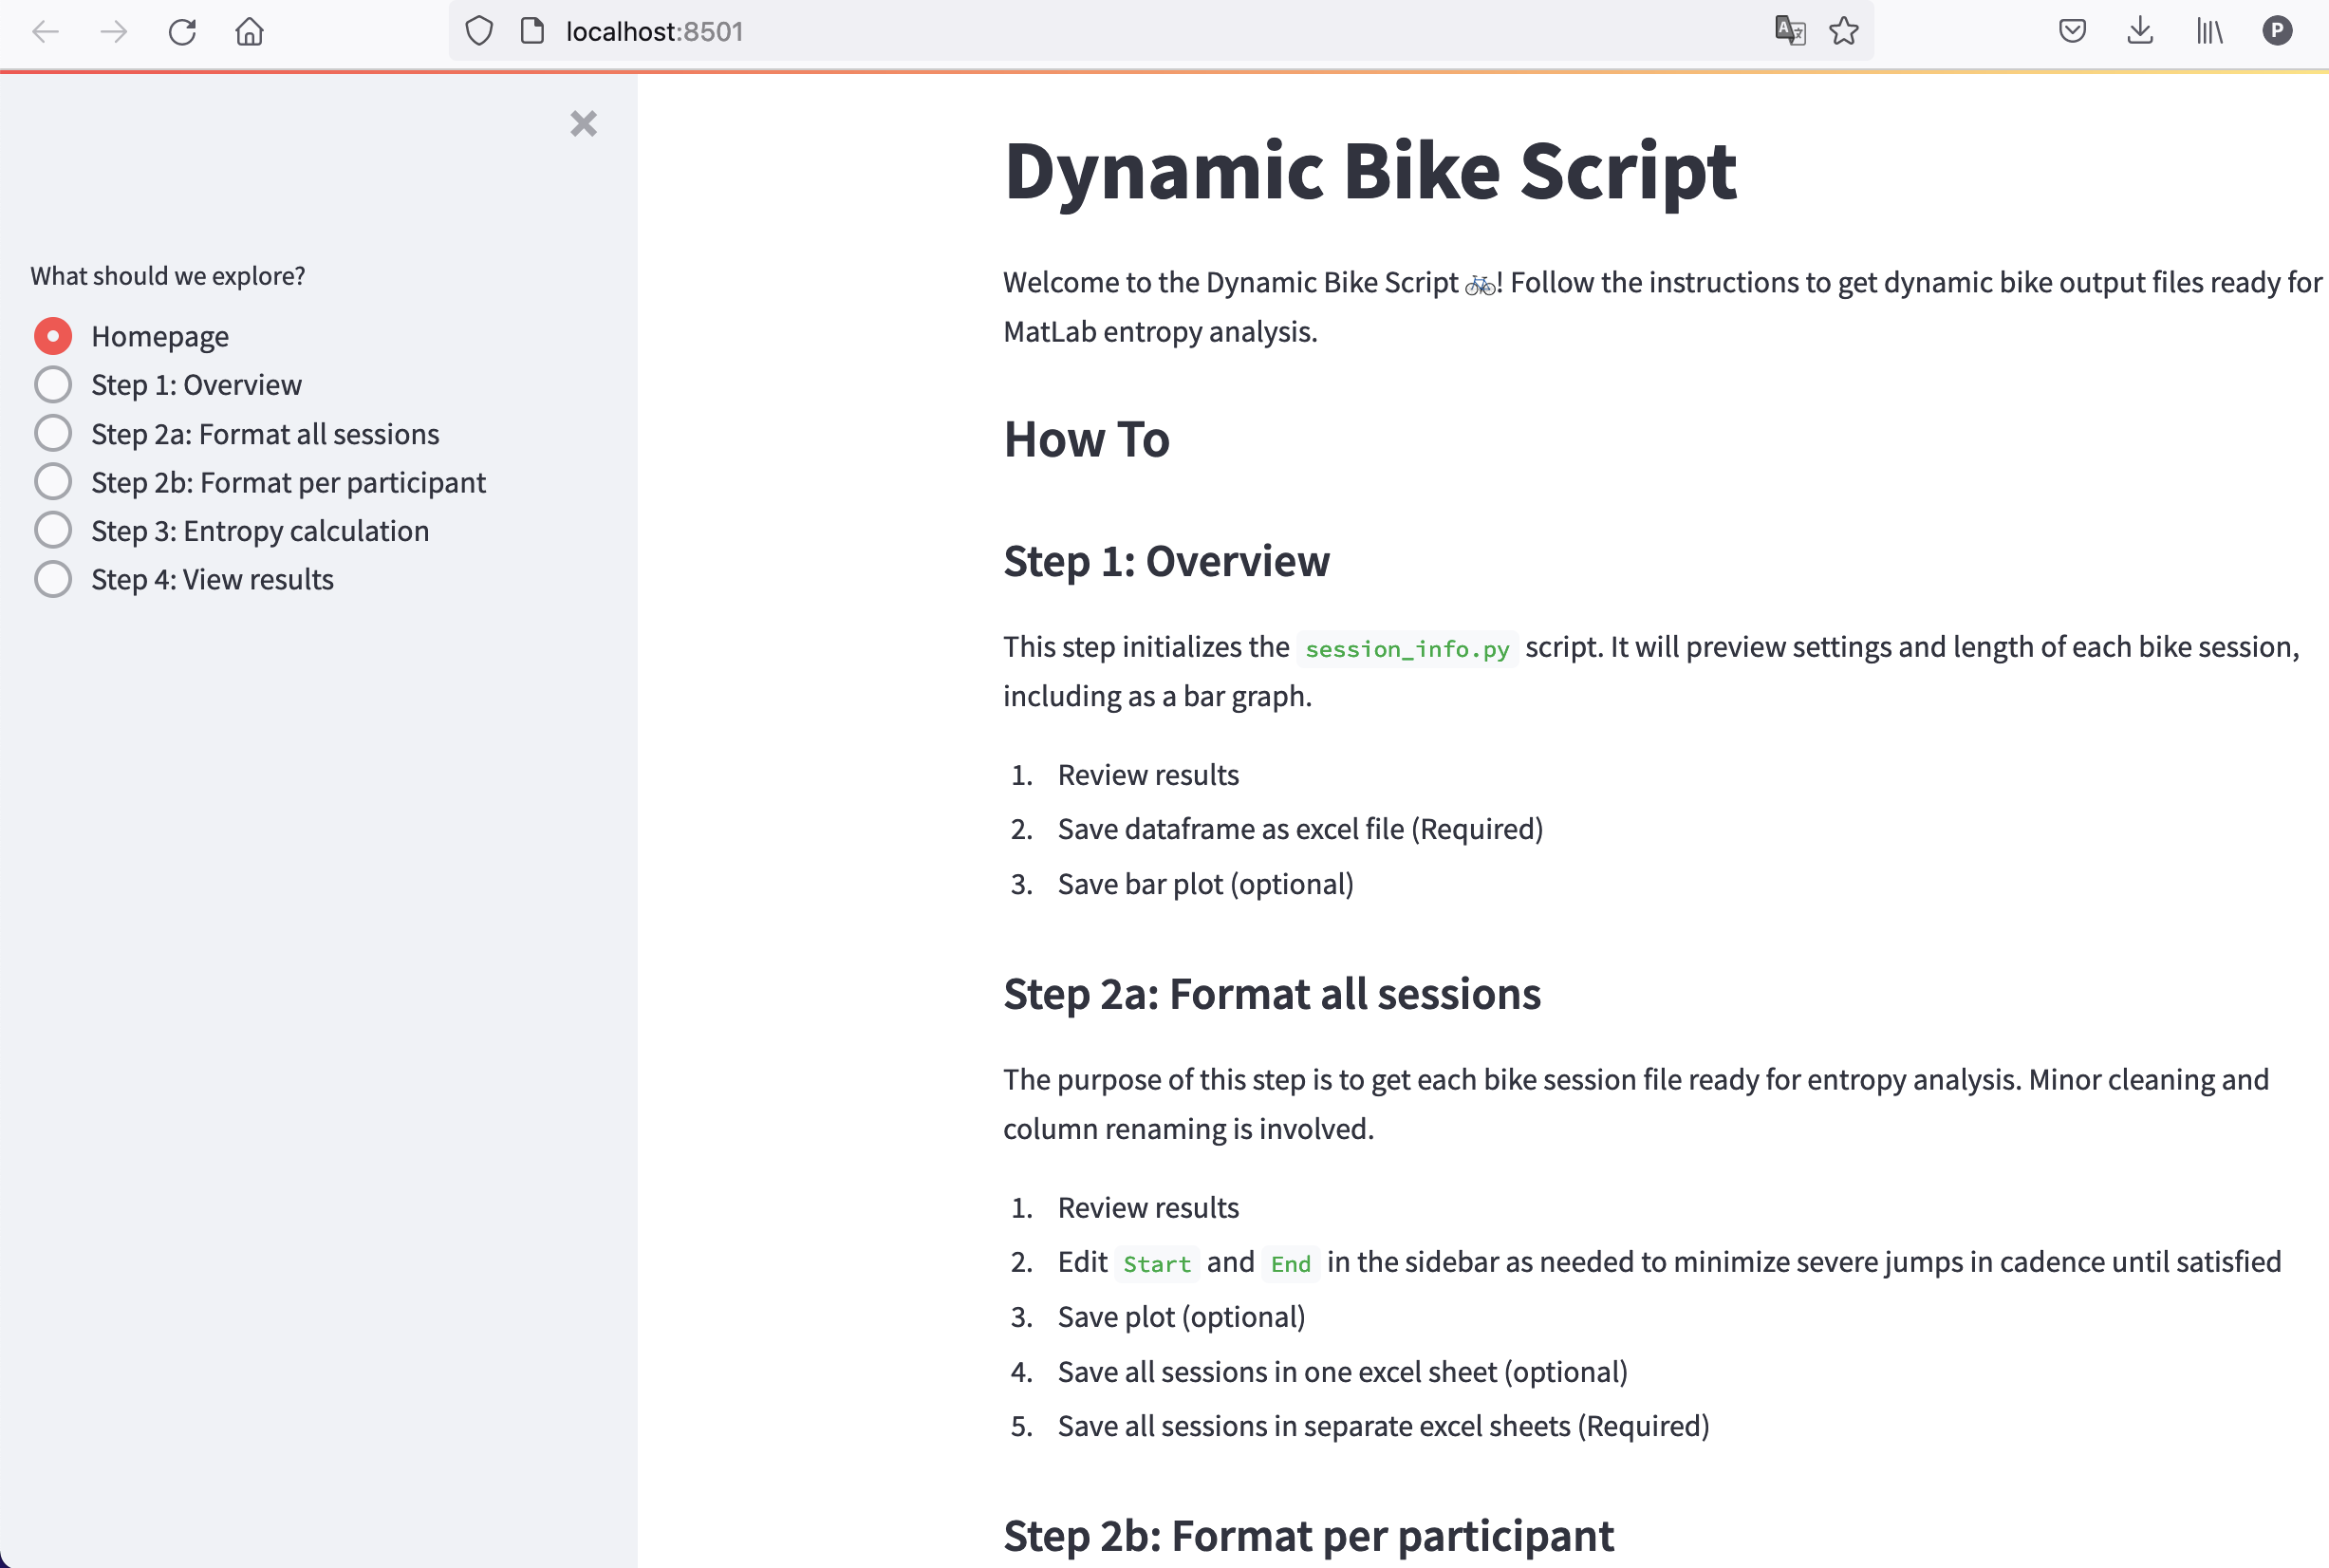 localhost:8501
P
What should we explore?
Homepage
Step 1: Overview
Step 2a: Format all sessions
Step 2b: Format per participant
Step 3: Entropy calculation
Step 4: View results
Dynamic Bike Script
Welcome to the Dynamic Bike Script 🚲! Follow the instructions to get dynamic bike output files ready for
MatLab entropy analysis.
How To
Step 1: Overview
This step initializes the session_info.py script. It will preview settings and length of each bike session,
including as a bar graph.
1. Review results
2. Save dataframe as excel file (Required)
3. Save bar plot (optional)
Step 2a: Format all sessions
The purpose of this step is to get each bike session file ready for entropy analysis. Minor cleaning and
column renaming is involved.
1. Review results
2. Edit Start and End in the sidebar as needed to minimize severe jumps in cadence until satisfied
3. Save plot (optional)
4. Save all sessions in one excel sheet (optional)
5. Save all sessions in separate excel sheets (Required)
Step 2b: Format per participant